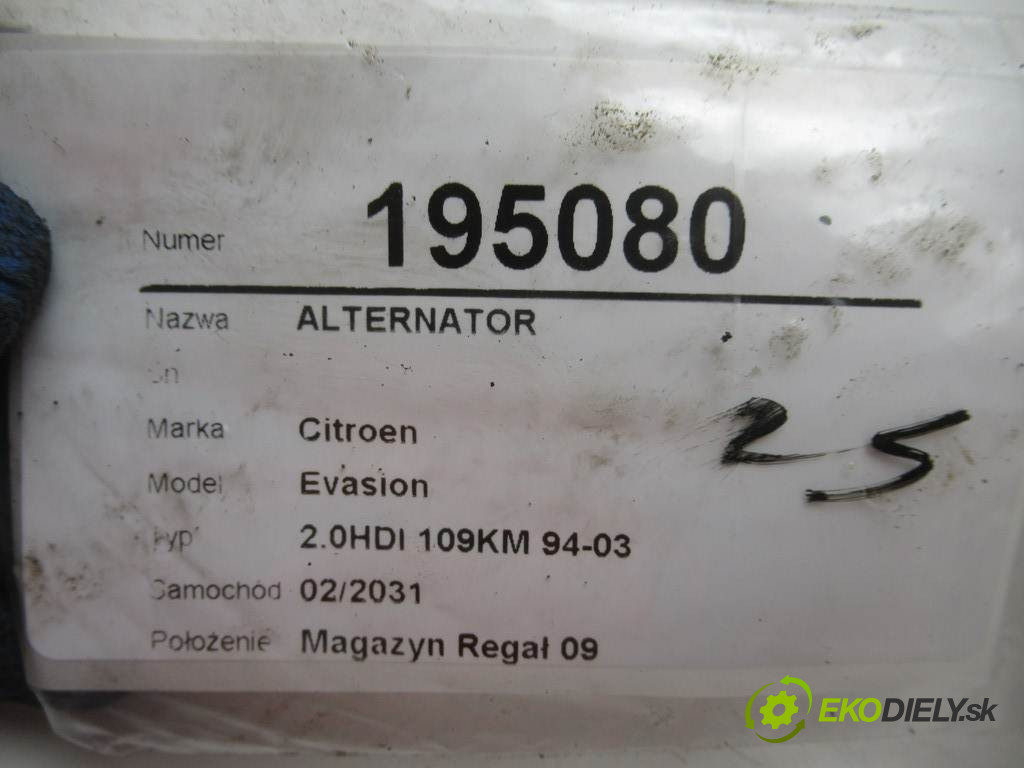 Numer 195080
Nazwa ALTERNATOR
Marka Citroen
Model Evasion
Typ 2.0HDI 109KM 94-03
Samochód 02/2031
Położenie Magazyn Regał 09
25
EKODIELY.sk